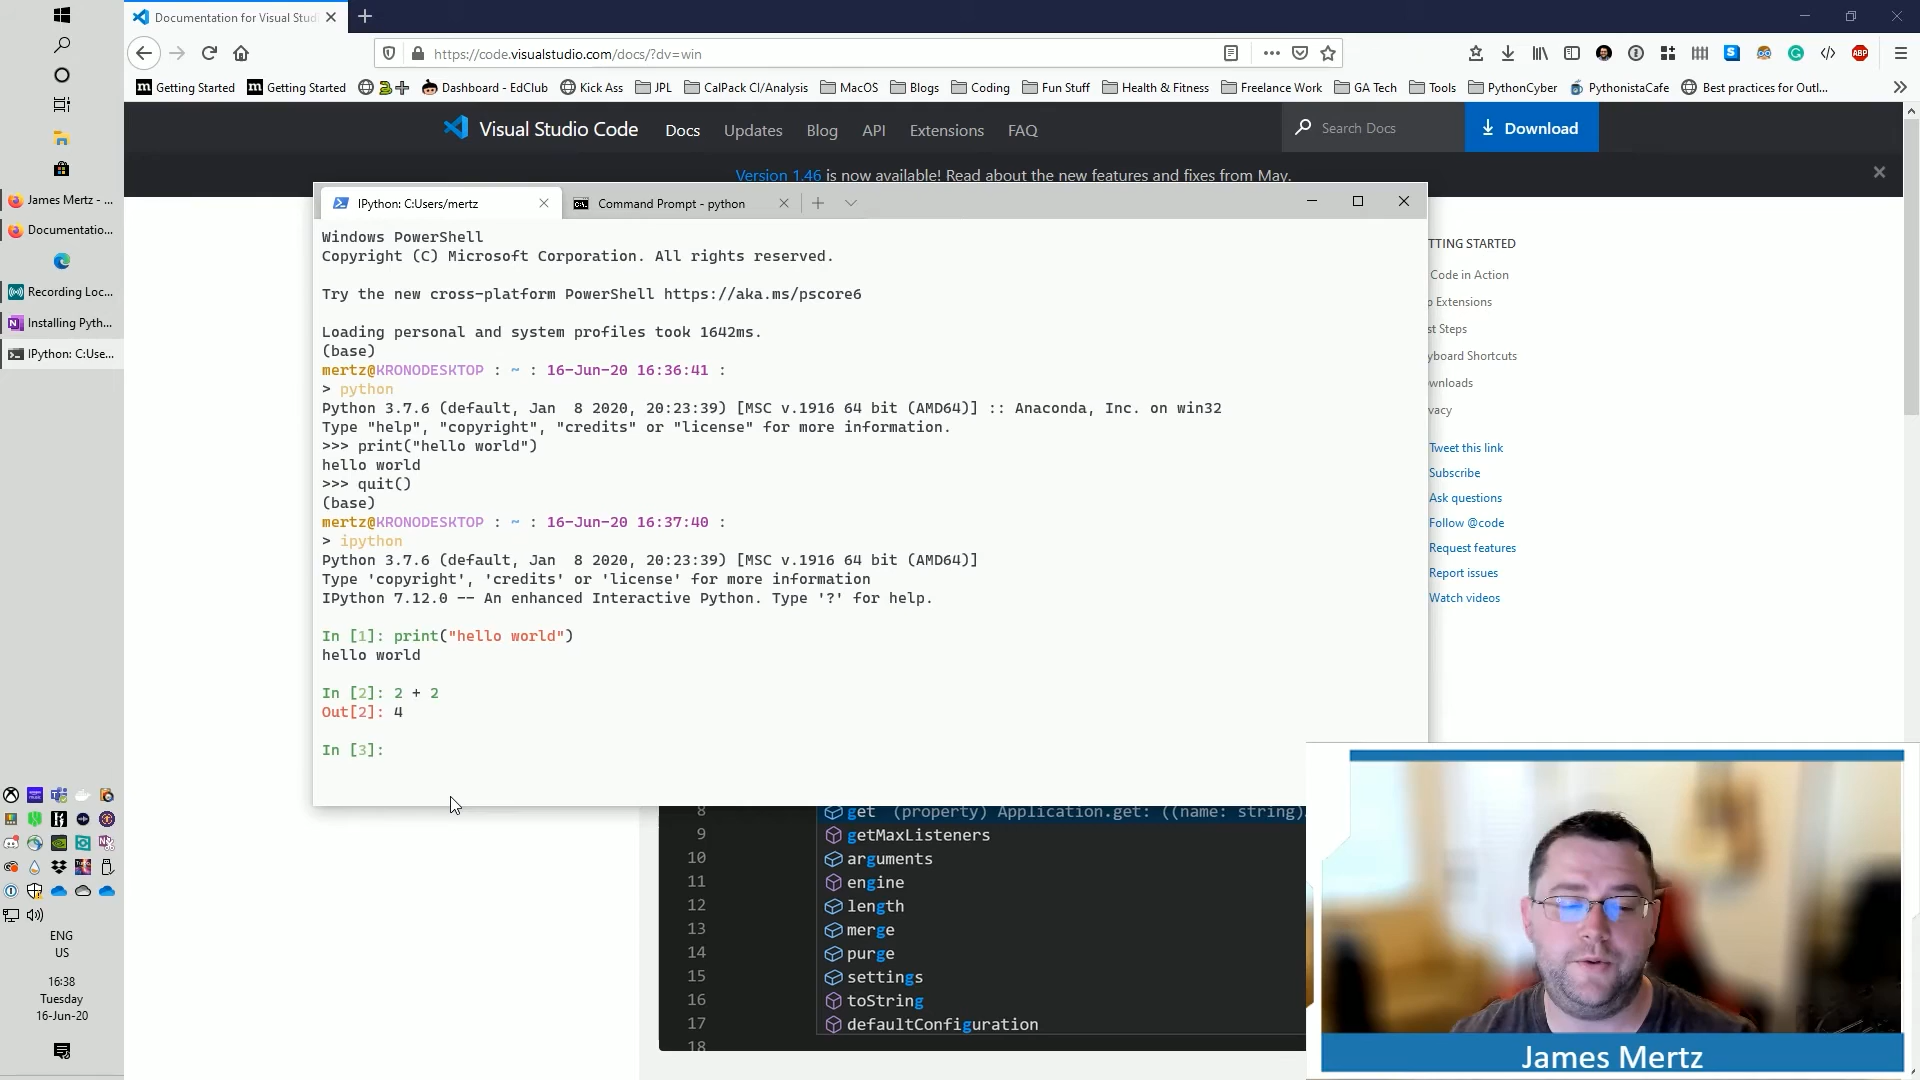 Documentation for Visual Studi
https://code.visualstudio.com/docs/?dv=win
Getting Started
Getting Started
Dashboard - EdClub
Kick Ass
JPL
CalPack CI/Analysis
MacOS
Blogs
Coding
Fun Stuff
Health & Fitness
Freelance Work
GA Tech
Tools
PythonCyber
PythonistaCafe
Best practices for Outl...
James Mertz - ...
Documentatio...
Recording Loc...
Installing Pyth...
IPython: C:Use...
ENG
US
16:38
Tuesday
16-Jun-20
Visual Studio Code
Docs
Updates
Blog
API
Extensions
FAQ
Search Docs
Download
Version 1.46 is now available! Read about the new features and fixes from May.
IPython: C:Users/mertz
Command Prompt - python
Windows PowerShell
Copyright (C) Microsoft Corporation. All rights reserved.
Try the new cross-platform PowerShell https://aka.ms/pscore6
Loading personal and system profiles took 1642ms.
(base)
mertz@KRONODESKTOP : ~ : 16-Jun-20 16:36:41 :
> python
Python 3.7.6 (default, Jan  8 2020, 20:23:39) [MSC v.1916 64 bit (AMD64)] :: Anaconda, Inc. on win32
Type "help", "copyright", "credits" or "license" for more information.
>>> print("hello world")
hello world
>>> quit()
(base)
mertz@KRONODESKTOP : ~ : 16-Jun-20 16:37:40 :
> ipython
Python 3.7.6 (default, Jan  8 2020, 20:23:39) [MSC v.1916 64 bit (AMD64)]
Type 'copyright', 'credits' or 'license' for more information
IPython 7.12.0 -- An enhanced Interactive Python. Type '?' for help.
In [1]: print("hello world")
hello world
In [2]: 2 + 2
Out[2]: 4
In [3]:
TTING STARTED
Code in Action
p Extensions
st Steps
yboard Shortcuts
wnloads
vacy
Tweet this link
Subscribe
Ask questions
Follow @code
Request features
Report issues
Watch videos
8 get (property) Application.get: ((name: string)
9 getMaxListeners
10 arguments
11 engine
12 length
13 merge
14 purge
15 settings
16 toString
17 defaultConfiguration
18
James Mertz